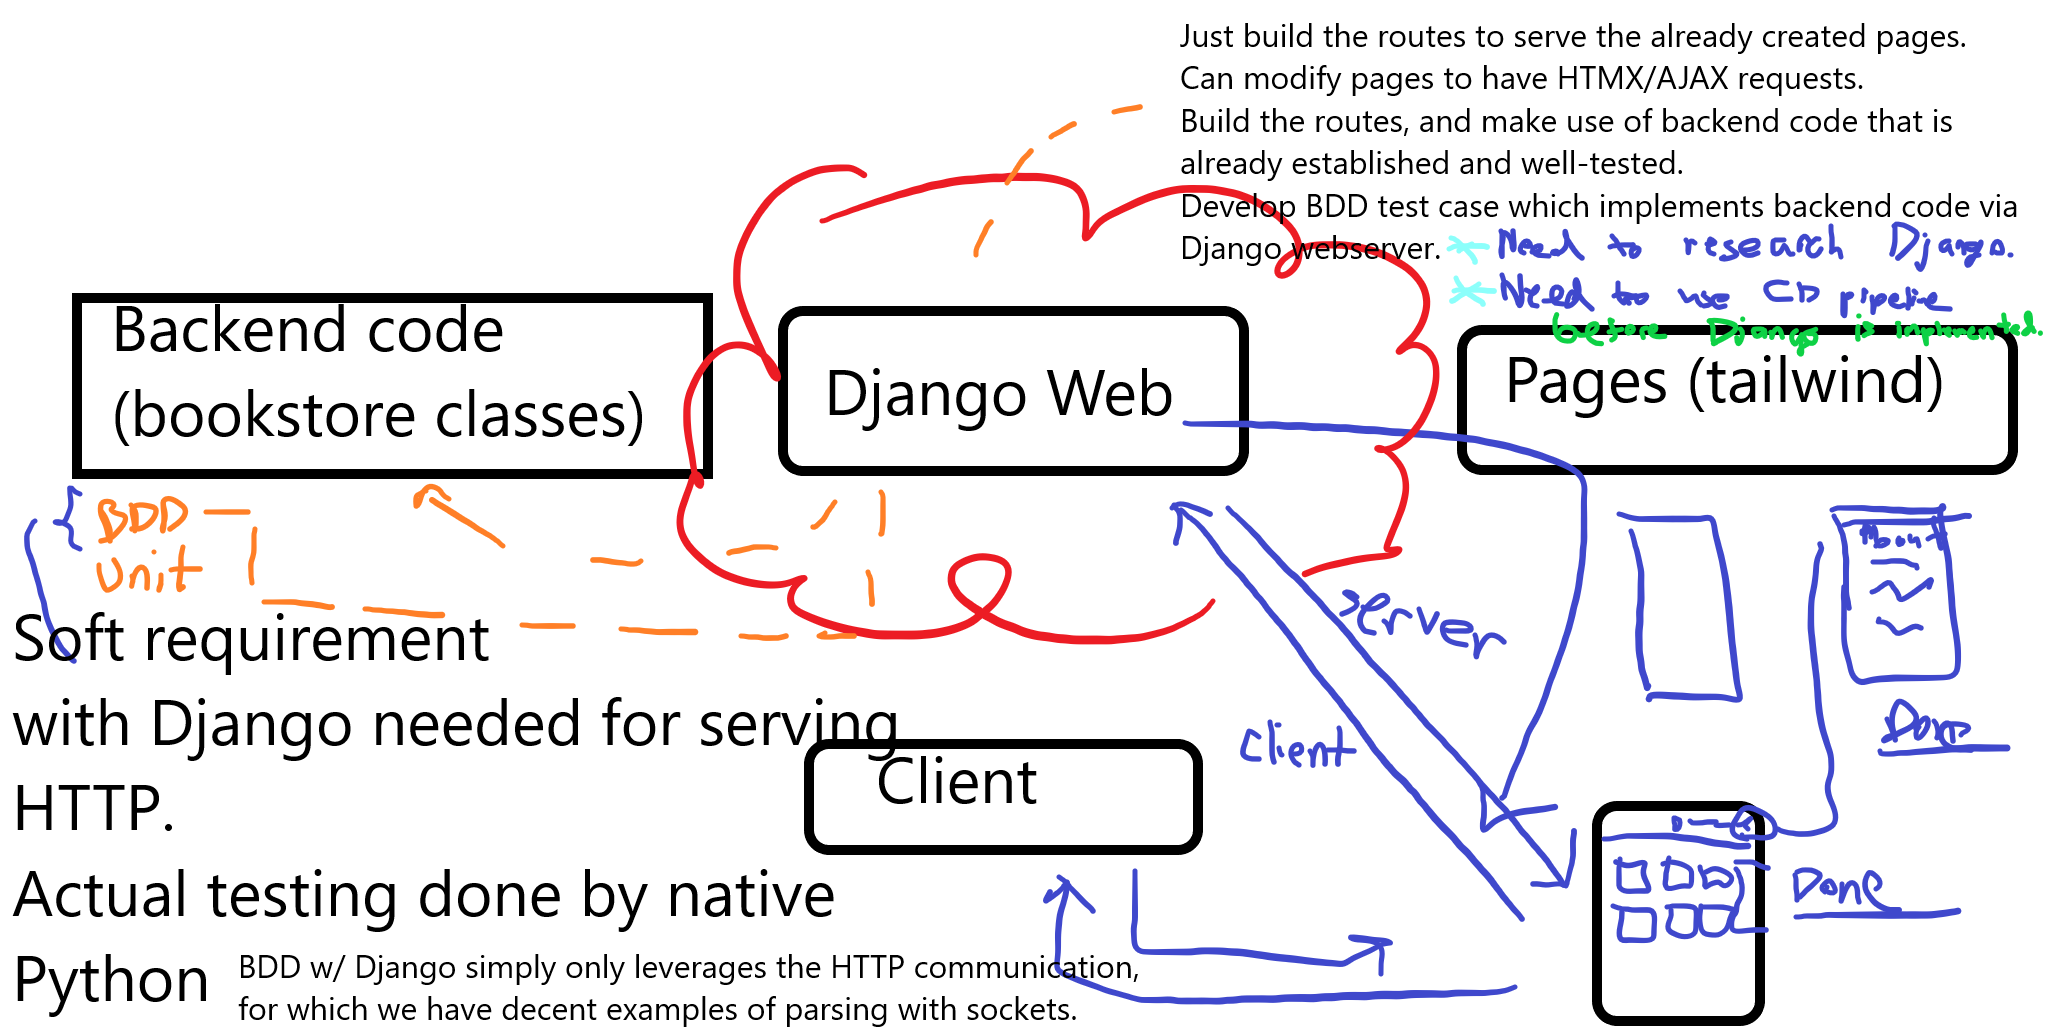 Just build the routes to serve the already created pages.
Can modify pages to have HTMX/AJAX requests.
Build the routes, and make use of backend code that is
already established and well-tested.
Develop BDD test case which implements backend code via
Django webserver.
Need to research Django.
Need to use CD pipeline
before Django is implemented.
Backend code
(bookstore classes)
Django Web
Pages (tailwind)
BDD
Unit
About
Soft requirement
with Django needed for serving
HTTP.
Actual testing done by native
Python
BDD w/ Django simply only leverages the HTTP communication,
for which we have decent examples of parsing with sockets.
server
client
Client
Done
Done